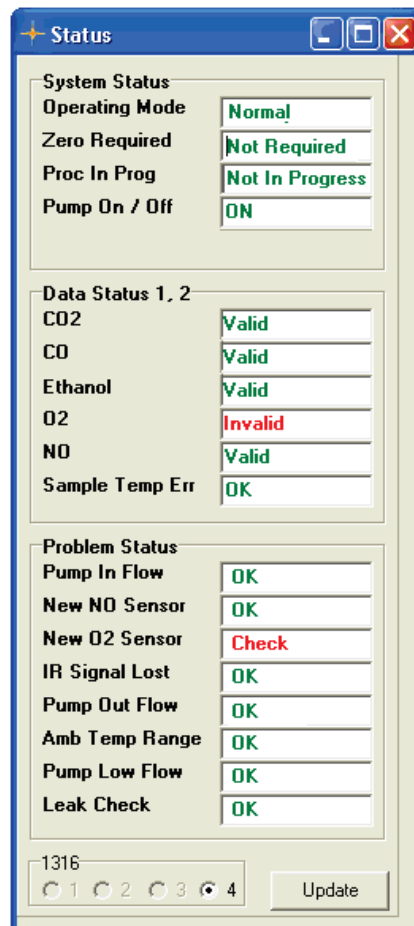 Status
System Status
Operating Mode Normal
Zero Required Not Required
Proc In Prog Not In Progress
Pump On / Off ON
Data Status 1, 2
CO2 Valid
CO Valid
Ethanol Valid
O2 Invalid
NO Valid
Sample Temp Err OK
Problem Status
Pump In Flow OK
New NO Sensor OK
New O2 Sensor Check
IR Signal Lost OK
Pump Out Flow OK
Amb Temp Range OK
Pump Low Flow OK
Leak Check OK
1316
1 2 3 4 Update